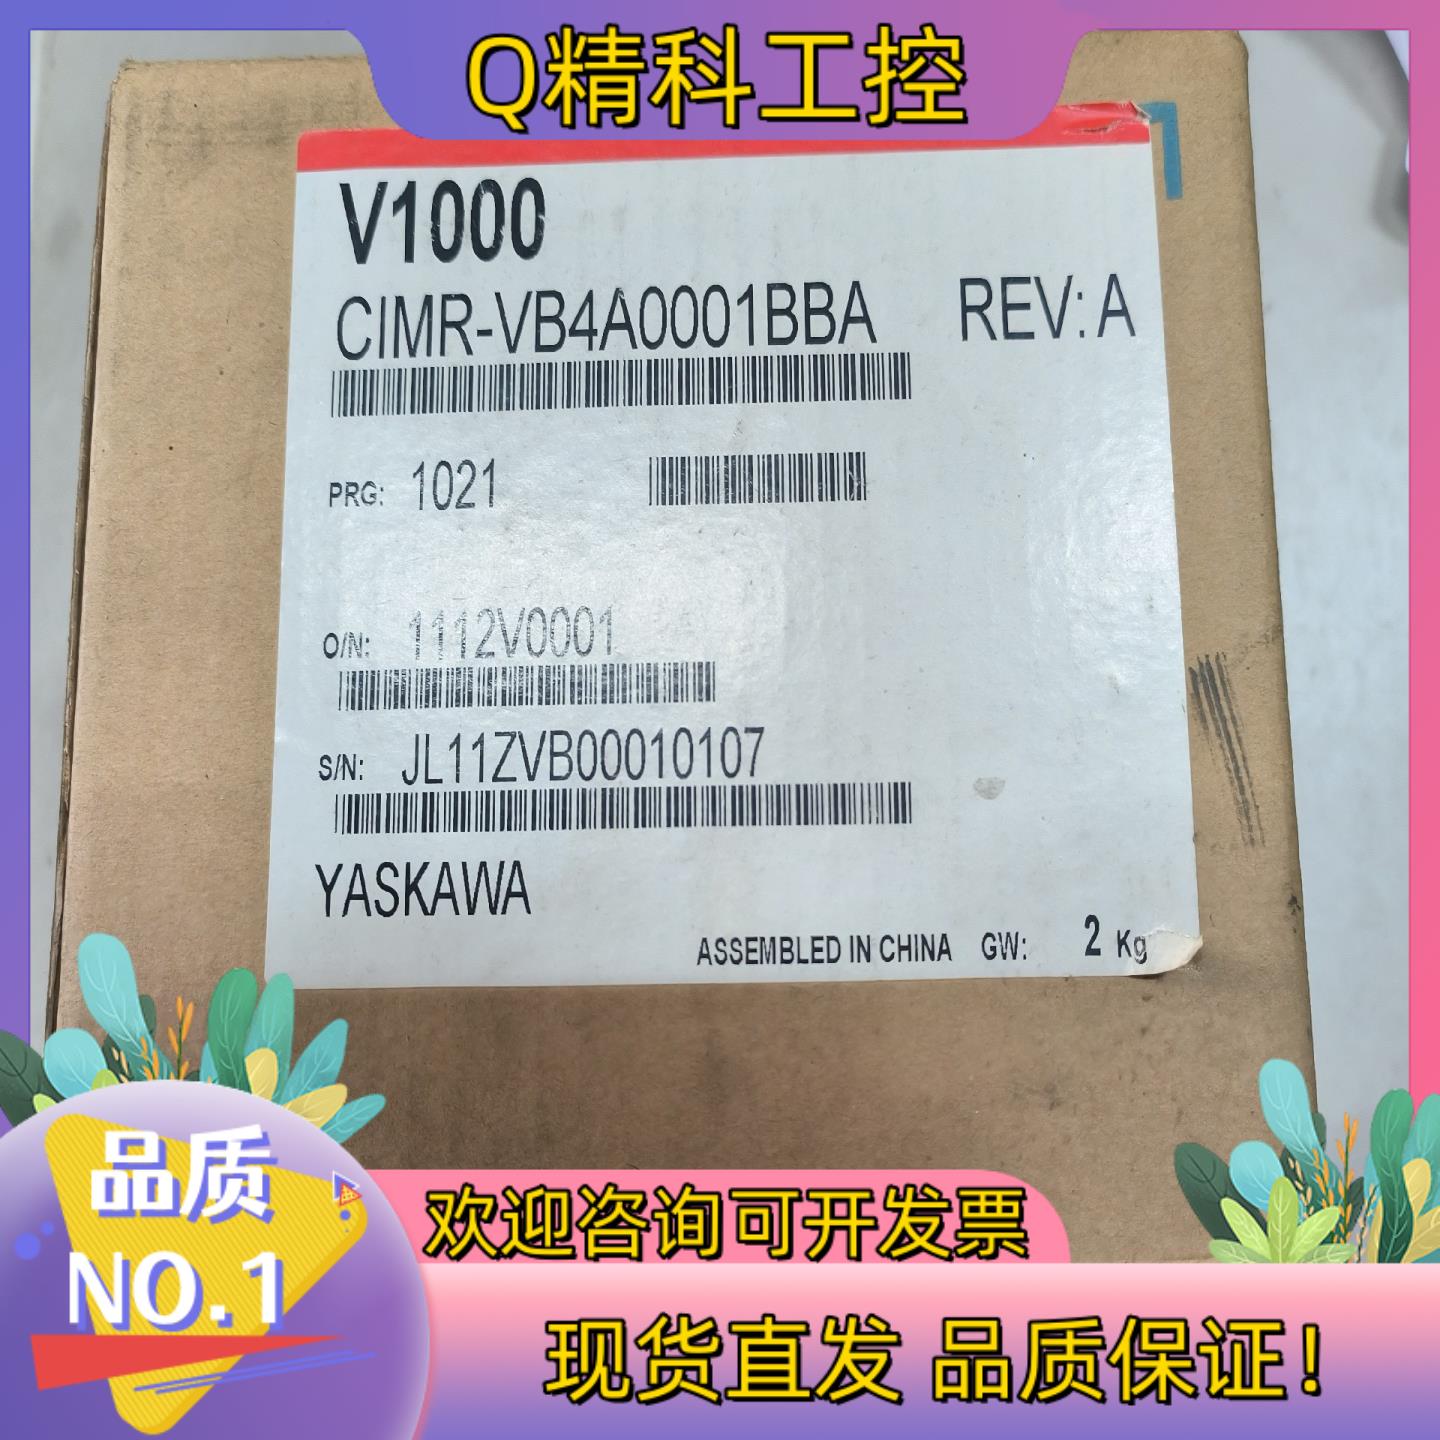 Q精科工控
V1000
CIMR-VB4A0001BBA REV: A
PRG: 1021
O/N: 1112V0001
S/N: JL11ZVB00010107
YASKAWA
ASSEMBLED IN CHINA GW: 2 Kg
品质
NO.1
欢迎咨询可开发票
现货直发 品质保证!